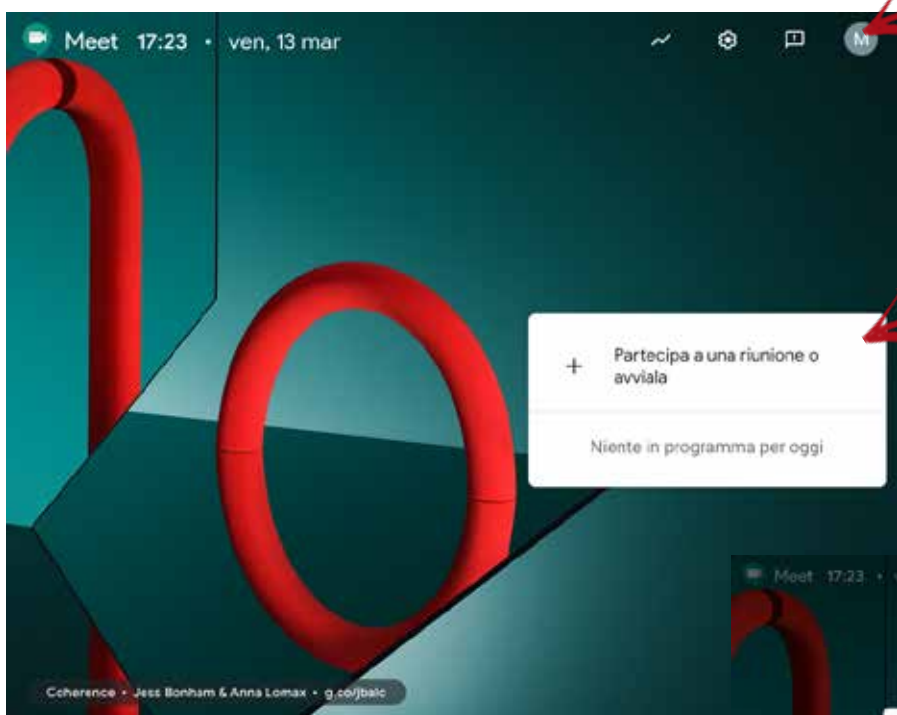 Meet 17:23 • ven, 13 mar
M
Partecipa a una riunione o
avviala
Niente in programma per oggi
Meet 17:23 •
Coherence • Jess Bonham & Anna Lomax • g.co/jbalc